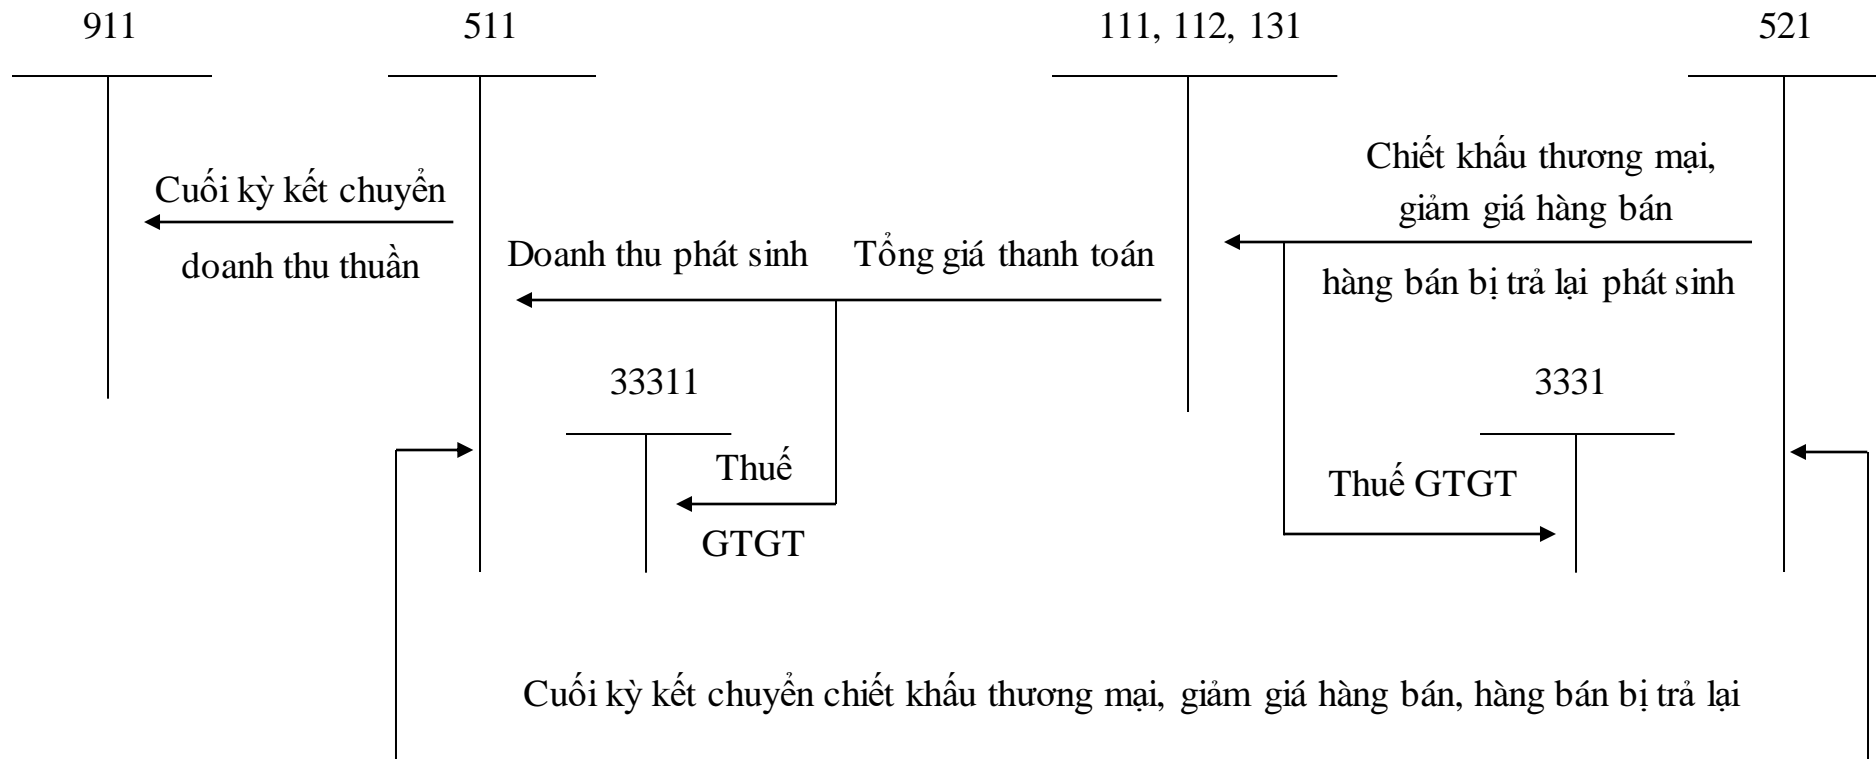 911
511
111, 112, 131
521
Cuối kỳ kết chuyển
doanh thu thuần
Doanh thu phát sinh
Tổng giá thanh toán
Chiết khấu thương mại,
giảm giá hàng bán
hàng bán bị trả lại phát sinh
33311
Thuế
GTGT
3331
Thuế GTGT
Cuối kỳ kết chuyển chiết khấu thương mại, giảm giá hàng bán, hàng bán bị trả lại